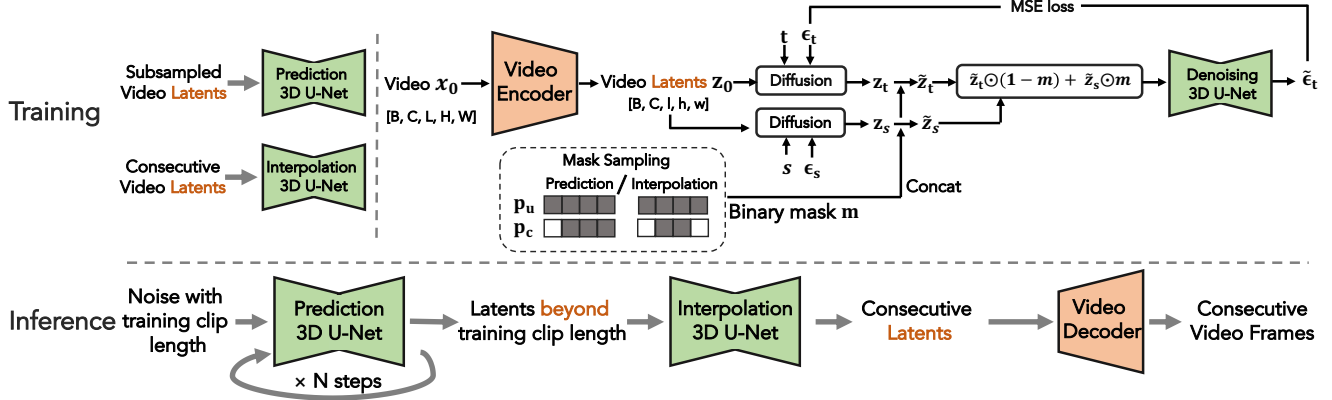 Training
Subsampled
Video Latents
Prediction
3D U-Net
Consecutive
Video Latents
Interpolation
3D U-Net
Video x₀
[B, C, L, H, W]
Video
Encoder
Video Latents z₀
[B, C, l, h, w]
t ϵₜ
Diffusion
zₜ z̃ₜ
Diffusion
zₛ z̃ₛ
s ϵₛ
MSE loss
z̃ₜ⊙(1 − m) + z̃ₛ⊙m
Denoising
3D U-Net
ϵ̃ₜ
Mask Sampling
Prediction / Interpolation
pᵤ
p_c
Binary mask m
Concat
Inference
Noise with
training clip
length
Prediction
3D U-Net
× N steps
Latents beyond
training clip length
Interpolation
3D U-Net
Consecutive
Latents
Video
Decoder
Consecutive
Video Frames